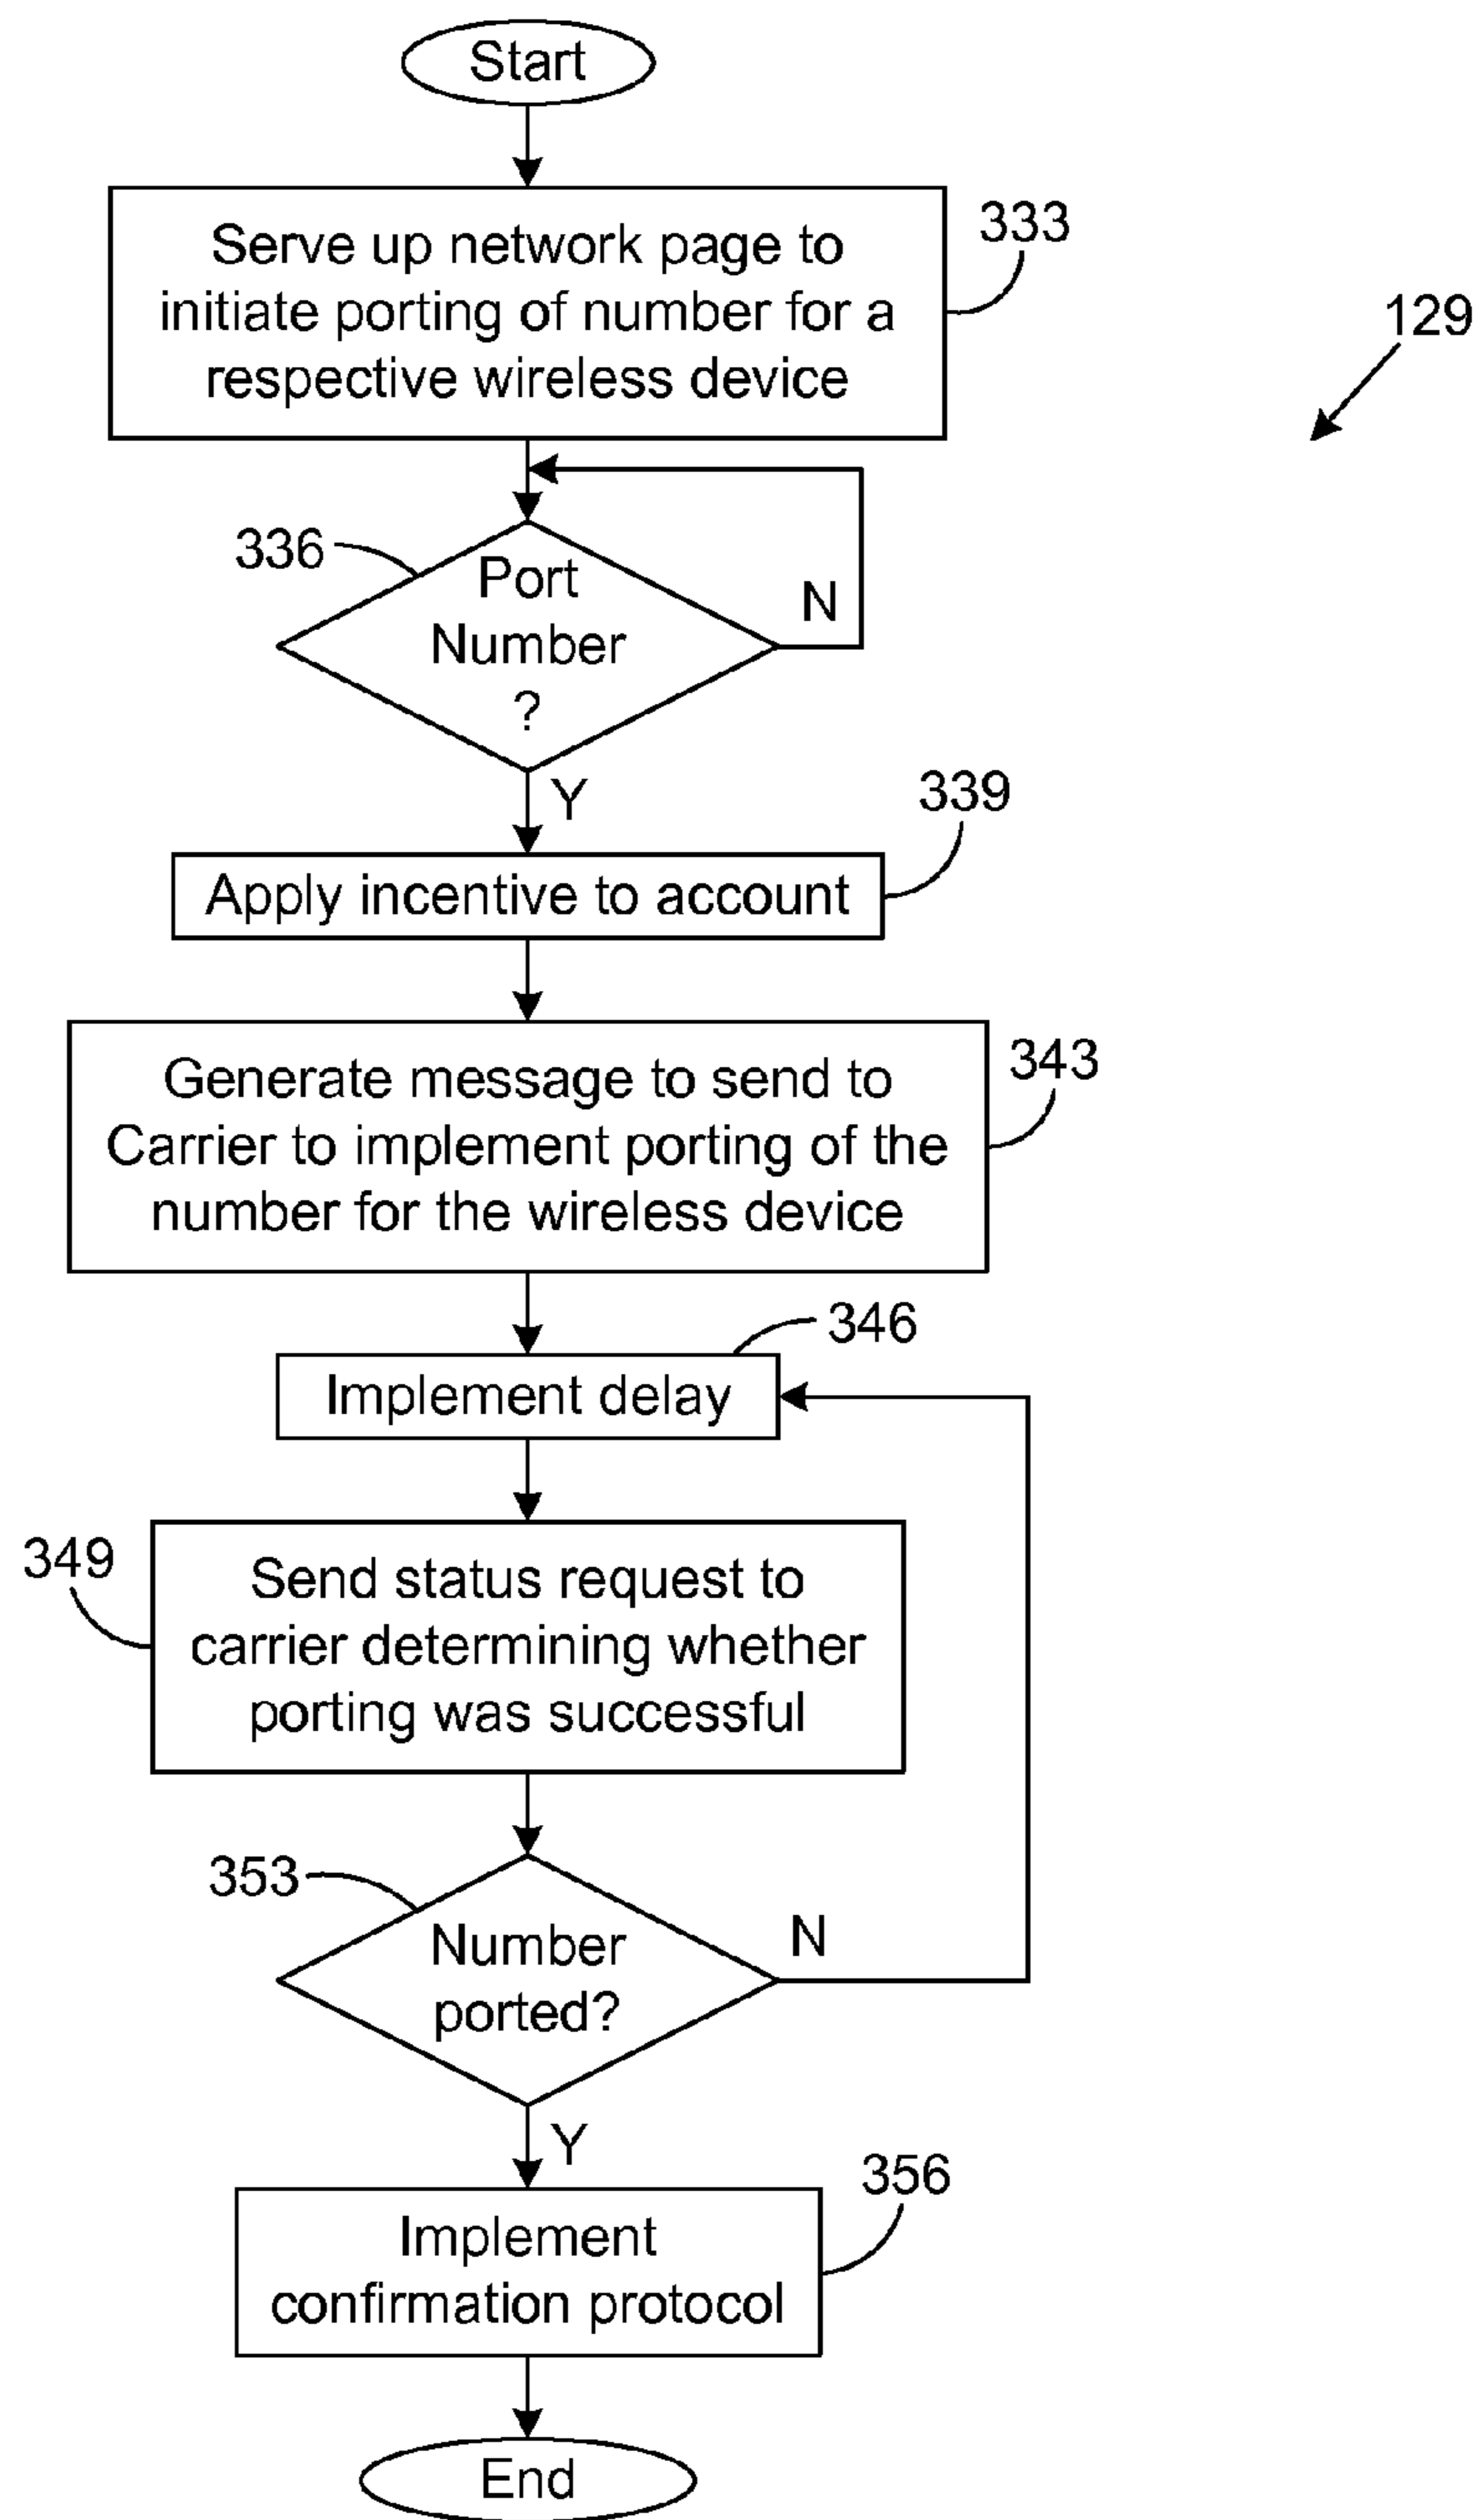 Start
Serve up network page to
initiate porting of number for a
respective wireless device
333
129
336
Port
Number
?
N
Y
339
Apply incentive to account
Generate message to send to
Carrier to implement porting of the
number for the wireless device
343
346
Implement delay
349
Send status request to
carrier determining whether
porting was successful
353
Number
ported?
N
Y
356
Implement
confirmation protocol
End